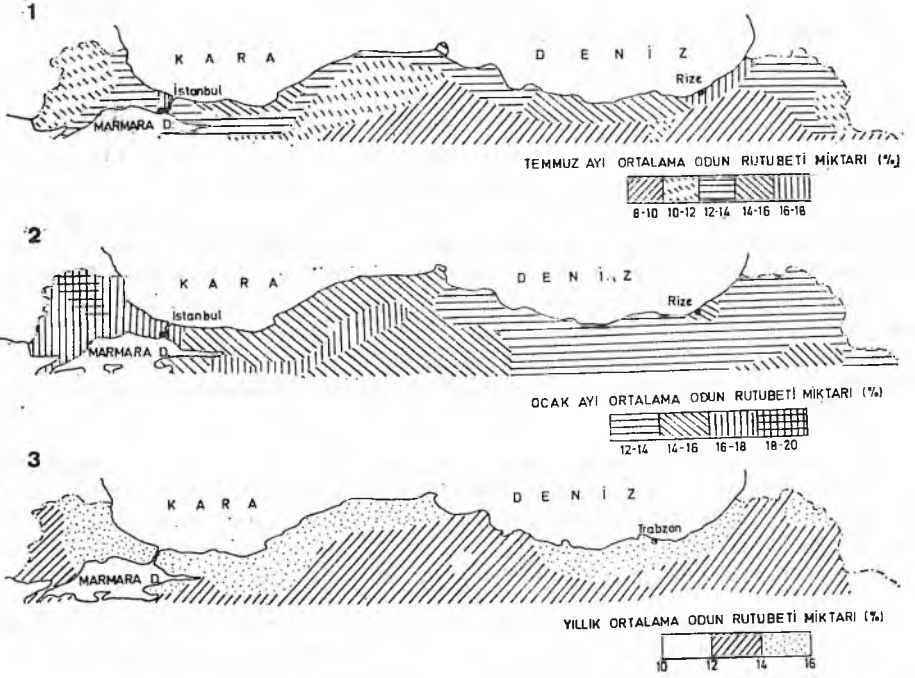 1
K A R A D E N İ Z
İstanbul
Rize
MARMARA D.
TEMMUZ AYI ORTALAMA ODUN RUTUBETİ MİKTARI (%)
8-10 10-12 12-14 14-16 16-18
2
K A R A D E N İ Z
İstanbul
Rize
MARMARA D.
OCAK AYI ORTALAMA ODUN RUTUBETİ MİKTARI (%)
12-14 14-16 16-18 18-20
3
K A R A D E N İ Z
Trabzon
MARMARA D.
YILLIK ORTALAMA ODUN RUTUBETİ MİKTARI (%)
10 12 14 16